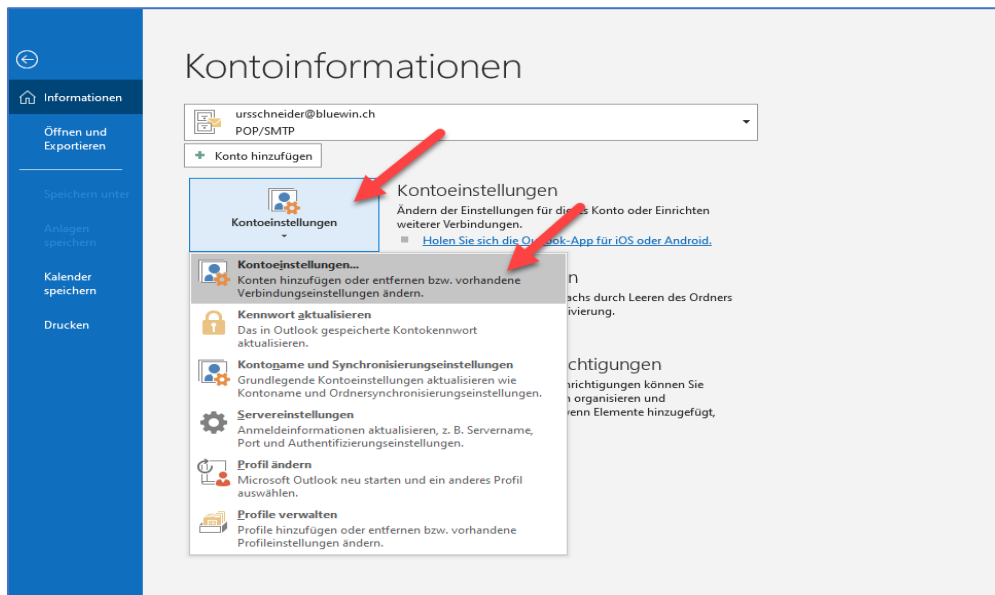 Kontoinformationen
Informationen
Öffnen und
Exportieren
Speichern unter
Anlagen
speichern
Kalender
speichern
Drucken
ursschneider@bluewin.ch
POP/SMTP
Konto hinzufügen
Kontoeinstellungen
Kontoeinstellungen
Ändern der Einstellungen für Konto oder Einrichten
weiterer Verbindungen.
Holen Sie sich die -App für iOS oder Android.
Kontoeinstellungen...
Konten hinzufügen oder entfernen bzw. vorhandene
Verbindungseinstellungen ändern.
Kennwort aktualisieren
Das in Outlook gespeicherte Kontokennwort
aktualisieren.
Kontoname und Synchronisierungseinstellungen
Grundlegende Kontoeinstellungen aktualisieren wie
Kontoname und Ordnersynchronisierungseinstellungen.
Servereinstellungen
Anmeldeinformationen aktualisieren, z. B. Servername,
Port und Authentifizierungseinstellungen.
Profil ändern
Microsoft Outlook neu starten und ein anderes Profil
auswählen.
Profile verwalten
Profile hinzufügen oder entfernen bzw. vorhandene
Profileinstellungen ändern.
n
achs durch Leeren des Ordners
ivierung.
chtigungen
nrichtigungen können Sie
n organisieren und
venn Elemente hinzugefügt,